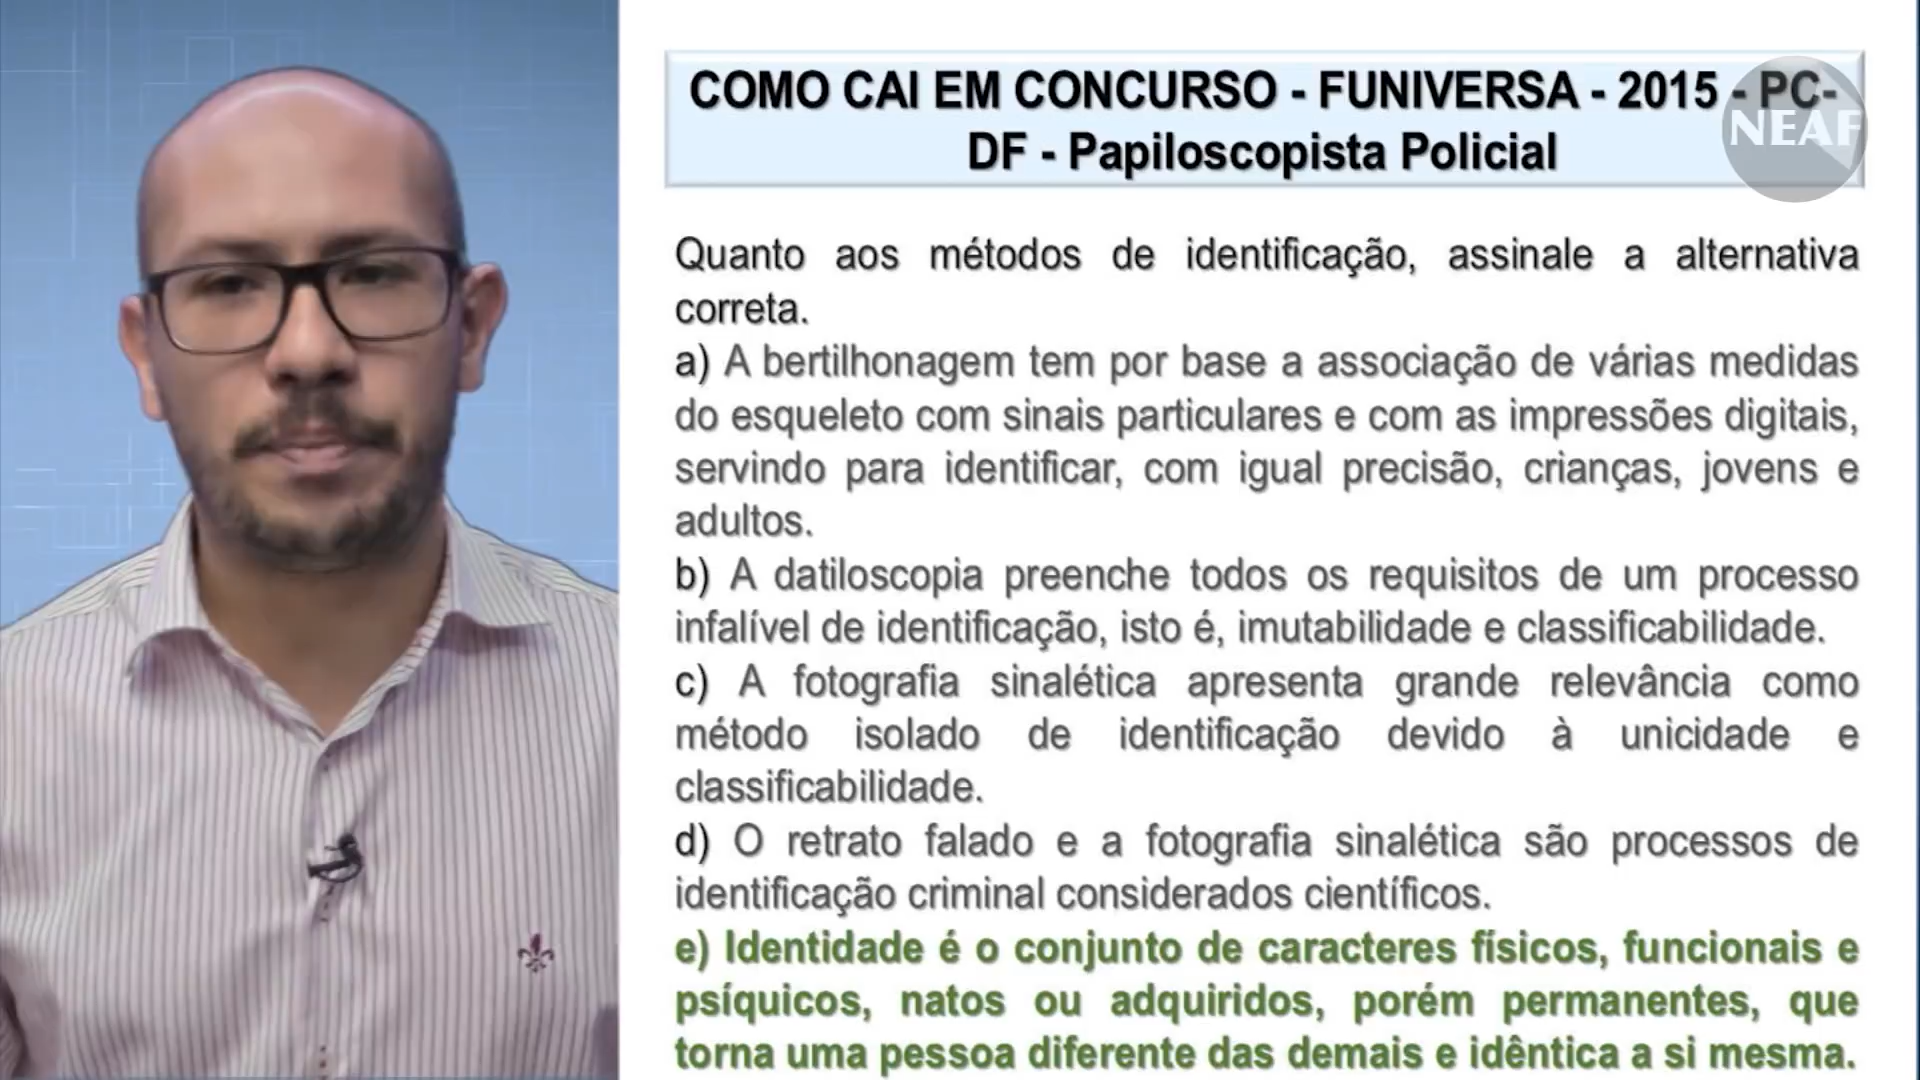 COMO CAI EM CONCURSO - FUNIVERSA - 2015 - PC-
DF - Papiloscopista Policial
NEAF
Quanto aos métodos de identificação, assinale a alternativa
correta.
a) A bertilhonagem tem por base a associação de várias medidas
do esqueleto com sinais particulares e com as impressões digitais,
servindo para identificar, com igual precisão, crianças, jovens e
adultos.
b) A datiloscopia preenche todos os requisitos de um processo
infalível de identificação, isto é, imutabilidade e classificabilidade.
c) A fotografia sinalética apresenta grande relevância como
método isolado de identificação devido à unicidade e
classificabilidade.
d) O retrato falado e a fotografia sinalética são processos de
identificação criminal considerados científicos.
e) Identidade é o conjunto de caracteres físicos, funcionais e
psíquicos, natos ou adquiridos, porém permanentes, que
torna uma pessoa diferente das demais e idêntica a si mesma.